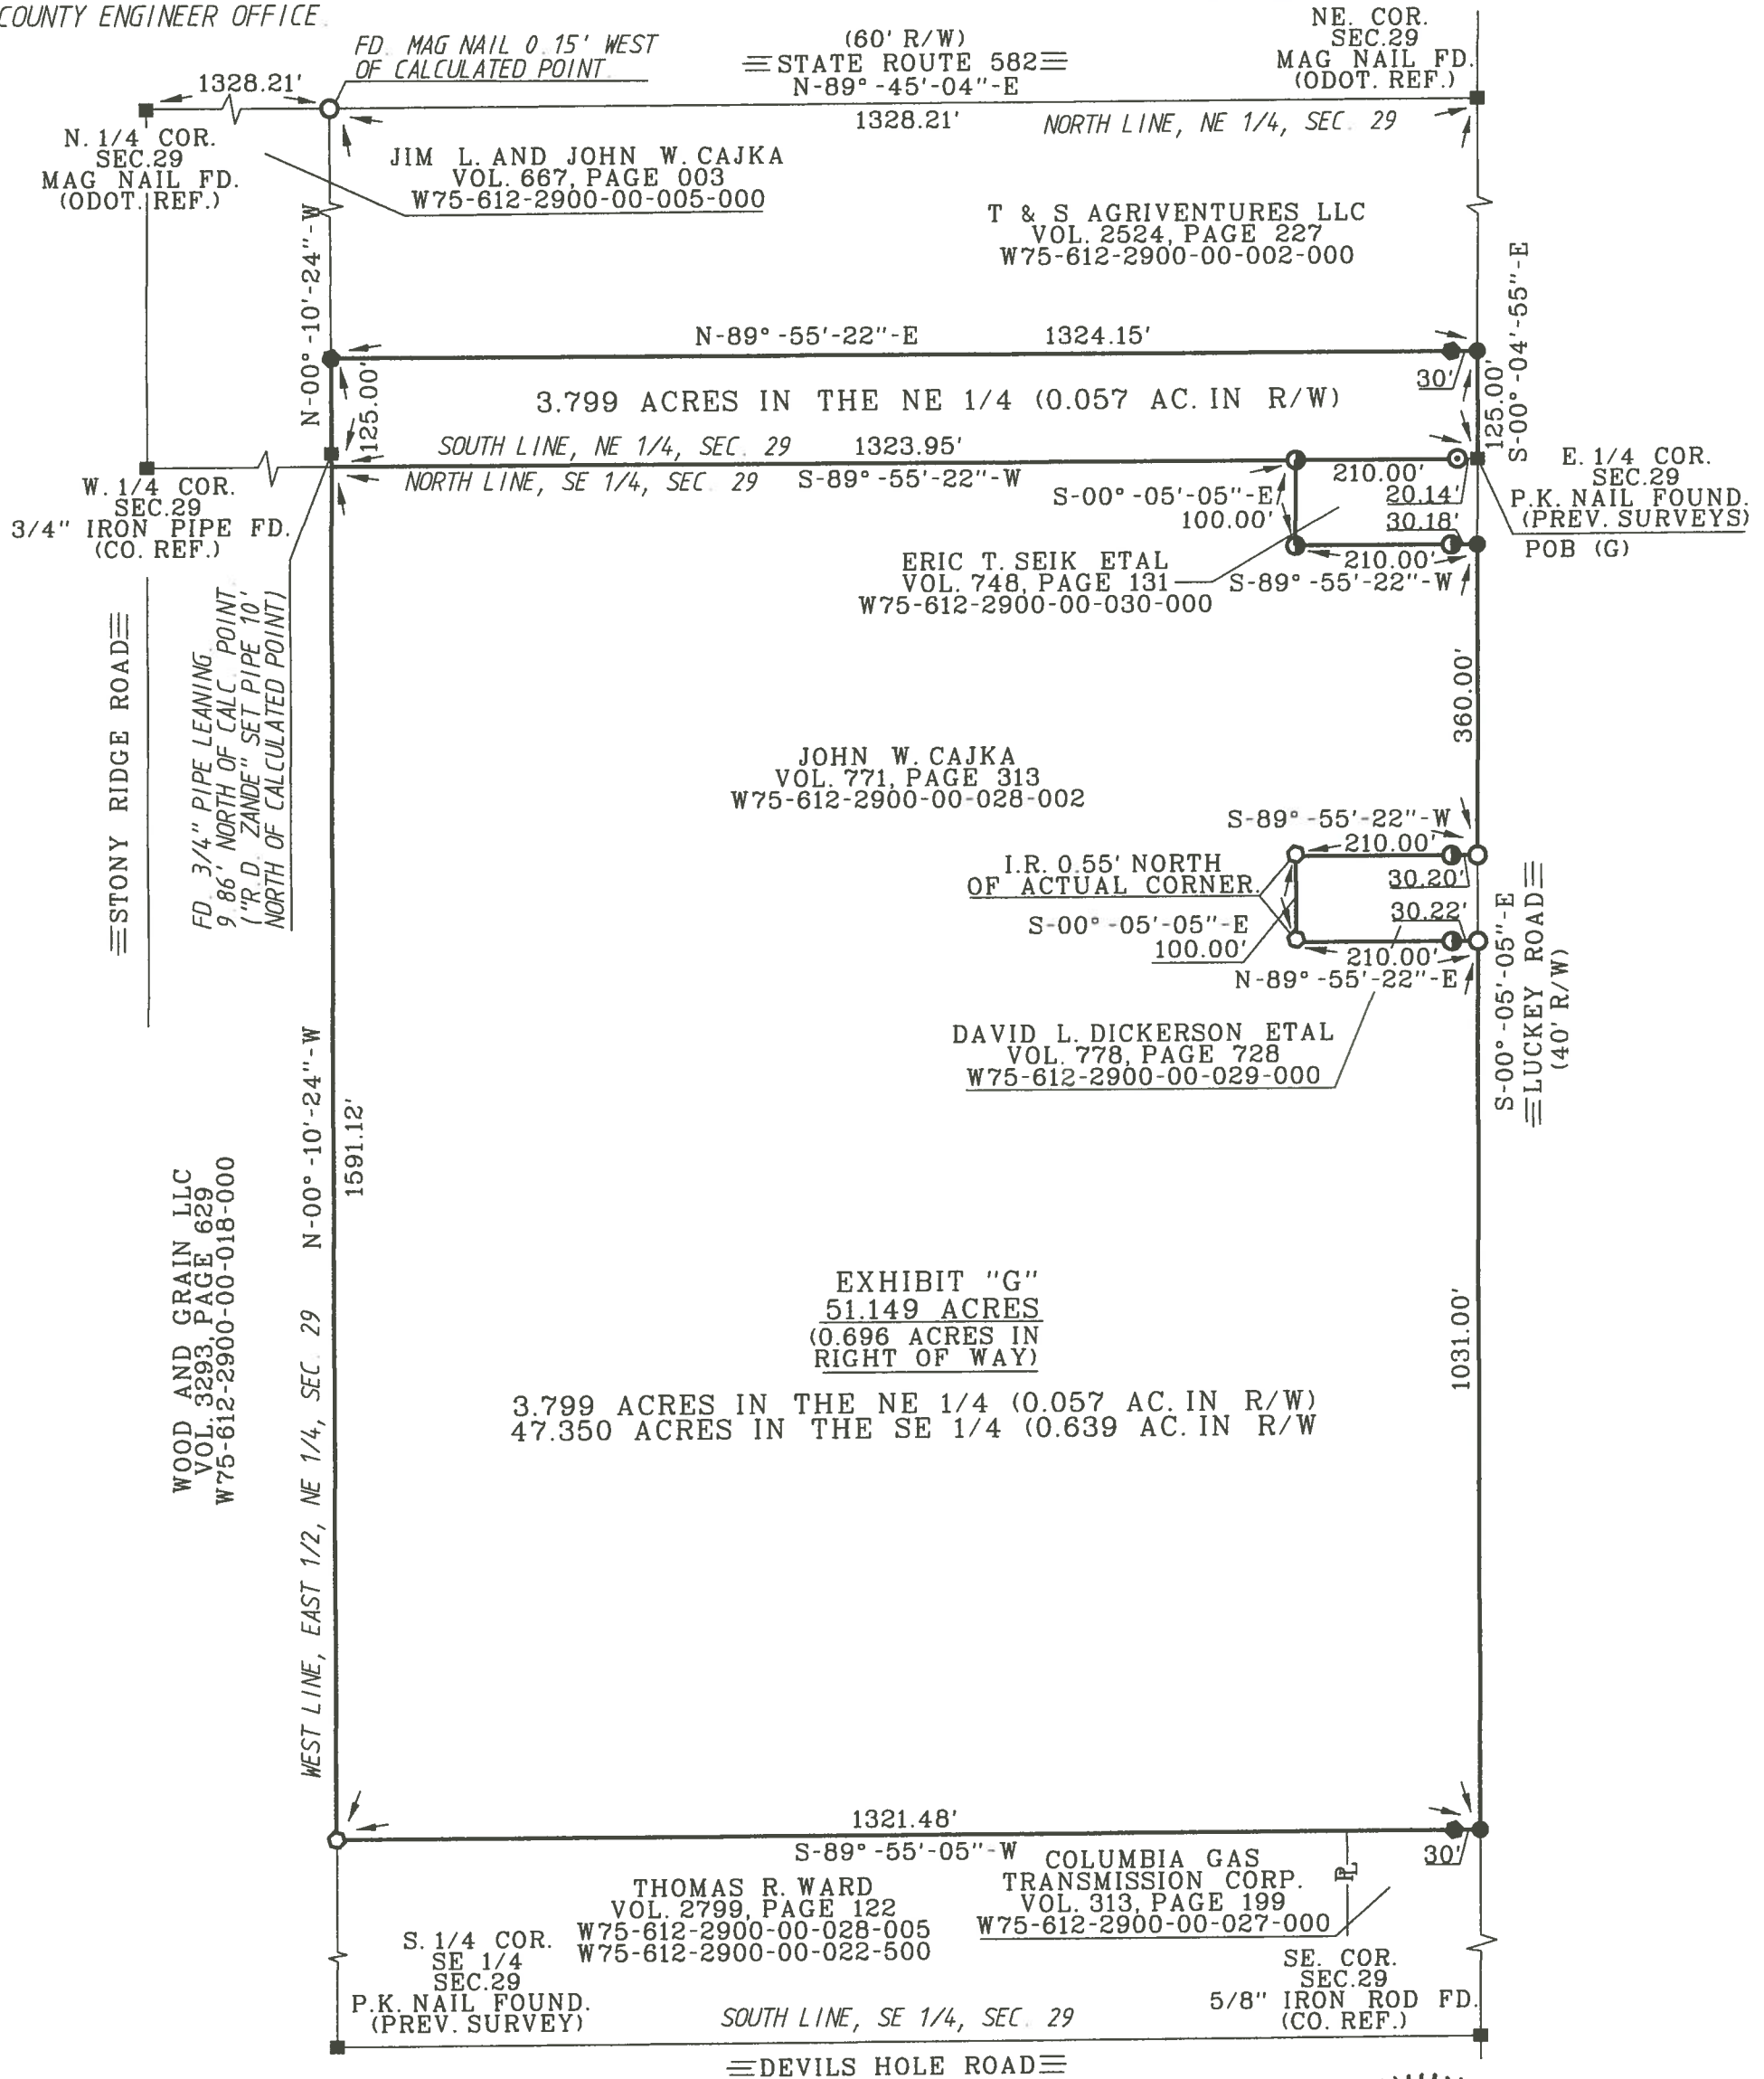 COUNTY ENGINEER OFFICE.
FD. MAG NAIL 0.15' WEST
OF CALCULATED POINT.
(60' R/W)
STATE ROUTE 582
N-89°-45'-04"-E
NE. COR.
SEC.29
MAG NAIL FD.
(ODOT. REF.)
1328.21'
1328.21'
NORTH LINE, NE 1/4, SEC. 29
N. 1/4 COR.
SEC.29
MAG NAIL FD.
(ODOT. REF.)
JIM L. AND JOHN W. CAJKA
VOL. 667, PAGE 003
W75-612-2900-00-005-000
T & S AGRIVENTURES LLC
VOL. 2524, PAGE 227
W75-612-2900-00-002-000
N-00°-10'-24"-W
S-00°-04'-55"-E
N-89°-55'-22"-E 1324.15'
30'
125.00'
125.00'
3.799 ACRES IN THE NE 1/4 (0.057 AC. IN R/W)
SOUTH LINE, NE 1/4, SEC. 29 1323.95'
NORTH LINE, SE 1/4, SEC. 29 S-89°-55'-22"-W
W. 1/4 COR.
SEC.29
3/4" IRON PIPE FD.
(CO. REF.)
E. 1/4 COR.
SEC.29
P.K. NAIL FOUND.
(PREV. SURVEYS)
POB (G)
210.00'
20.14'
S-00°-05'-05"-E
100.00'
30.18'
210.00'
S-89°-55'-22"-W
ERIC T. SEIK ETAL
VOL. 748, PAGE 131
W75-612-2900-00-030-000
STONY RIDGE ROAD
FD. 3/4" PIPE LEANING
9.86' NORTH OF CALC. POINT
("R.D. ZANDE" SET PIPE 10'
NORTH OF CALCULATED POINT)
360.00'
JOHN W. CAJKA
VOL. 771, PAGE 313
W75-612-2900-00-028-002
S-89°-55'-22"-W
210.00'
I.R. 0.55' NORTH
OF ACTUAL CORNER.
30.20'
30.22'
S-00°-05'-05"-E
100.00'
210.00'
N-89°-55'-22"-E
S-00°-05'-05"-E
LUCKEY ROAD
(40' R/W)
DAVID L. DICKERSON ETAL
VOL. 778, PAGE 728
W75-612-2900-00-029-000
N-00°-10'-24"-W
1591.12'
WOOD AND GRAIN LLC
VOL. 3293, PAGE 629
W75-612-2900-00-018-000
WEST LINE, EAST 1/2, NE 1/4, SEC. 29
EXHIBIT "G"
51.149 ACRES
(0.696 ACRES IN
RIGHT OF WAY)
1031.00'
3.799 ACRES IN THE NE 1/4 (0.057 AC. IN R/W)
47.350 ACRES IN THE SE 1/4 (0.639 AC. IN R/W
1321.48'
S-89°-55'-05"-W
30'
THOMAS R. WARD
VOL. 2799, PAGE 122
W75-612-2900-00-028-005
W75-612-2900-00-022-500
COLUMBIA GAS
TRANSMISSION CORP.
VOL. 313, PAGE 199
W75-612-2900-00-027-000
PL
S. 1/4 COR.
SE 1/4
SEC.29
P.K. NAIL FOUND.
(PREV. SURVEY)
SE. COR.
SEC.29
5/8" IRON ROD FD.
(CO. REF.)
SOUTH LINE, SE 1/4, SEC. 29
DEVILS HOLE ROAD